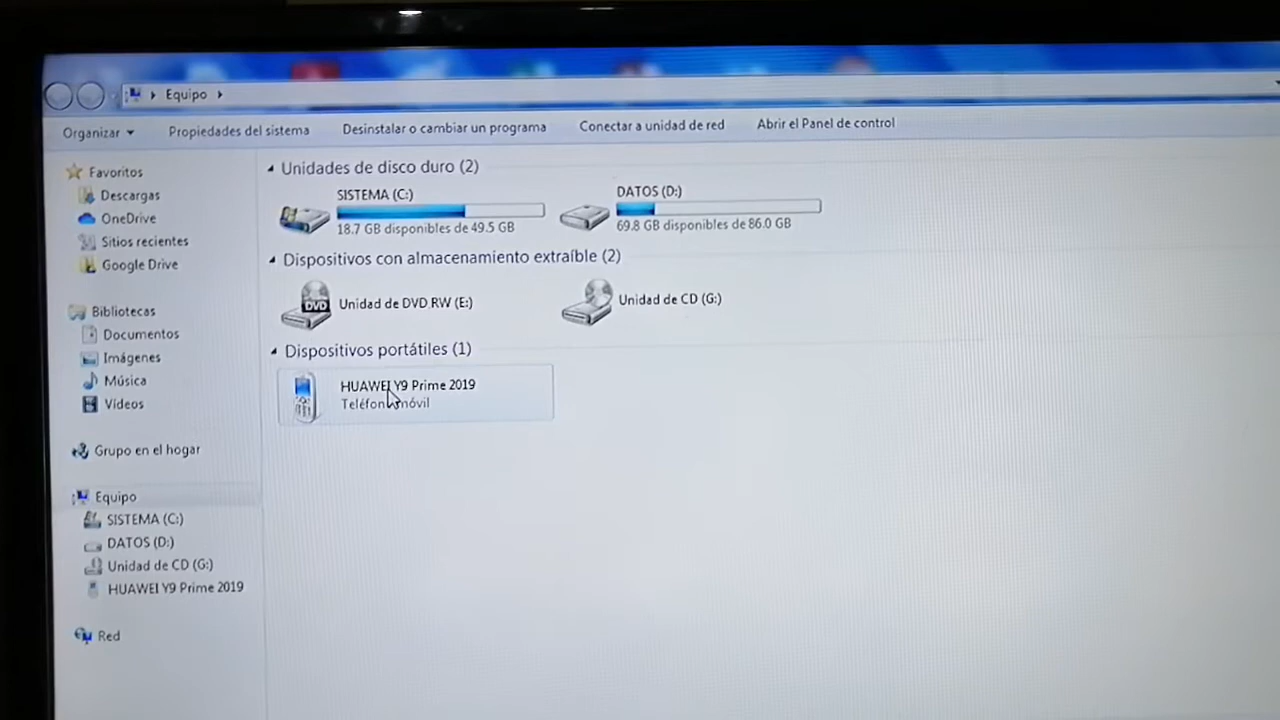 Equipo
Organizar
Propiedades del sistema
Desinstalar o cambiar un programa
Conectar a unidad de red
Abrir el Panel de control
Favoritos
Descargas
OneDrive
Sitios recientes
Google Drive
Bibliotecas
Documentos
Imágenes
Música
Vídeos
Grupo en el hogar
Equipo
SISTEMA (C:)
DATOS (D:)
Unidad de CD (G:)
HUAWEI Y9 Prime 2019
Red
Unidades de disco duro (2)
SISTEMA (C:)
18.7 GB disponibles de 49.5 GB
DATOS (D:)
69.8 GB disponibles de 86.0 GB
Dispositivos con almacenamiento extraíble (2)
DVD
Unidad de DVD RW (E:)
Unidad de CD (G:)
Dispositivos portátiles (1)
HUAWEI Y9 Prime 2019
Teléfono móvil